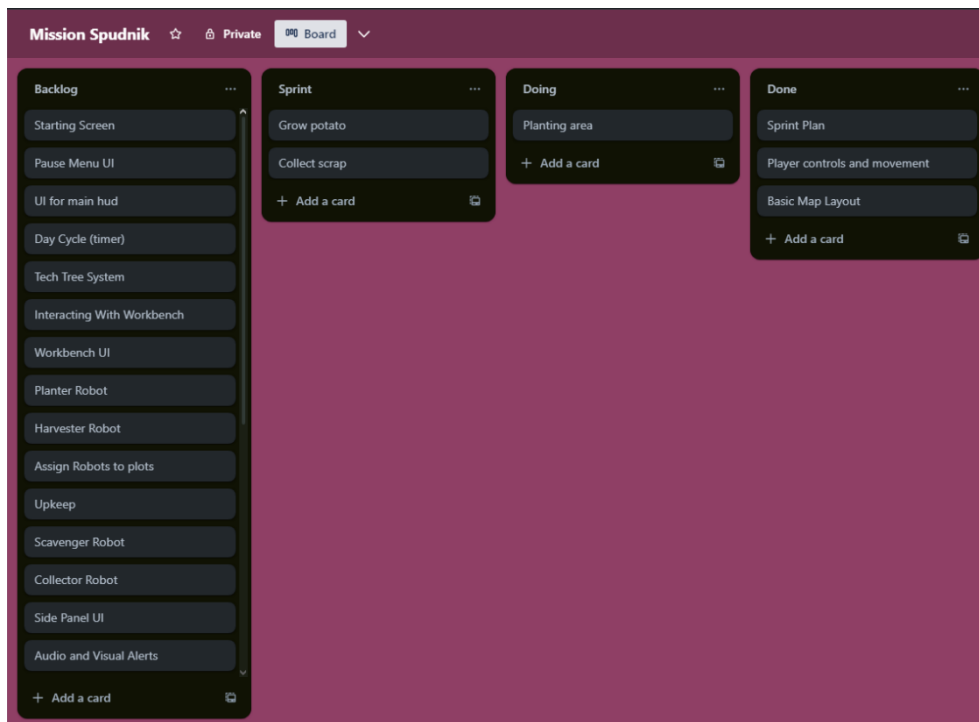 Mission Spudnik Private Board
Backlog
Starting Screen
Pause Menu UI
UI for main hud
Day Cycle (timer)
Tech Tree System
Interacting With Workbench
Workbench UI
Planter Robot
Harvester Robot
Assign Robots to plots
Upkeep
Scavenger Robot
Collector Robot
Side Panel UI
Audio and Visual Alerts
+ Add a card
Sprint
Grow potato
Collect scrap
+ Add a card
Doing
Planting area
+ Add a card
Done
Sprint Plan
Player controls and movement
Basic Map Layout
+ Add a card